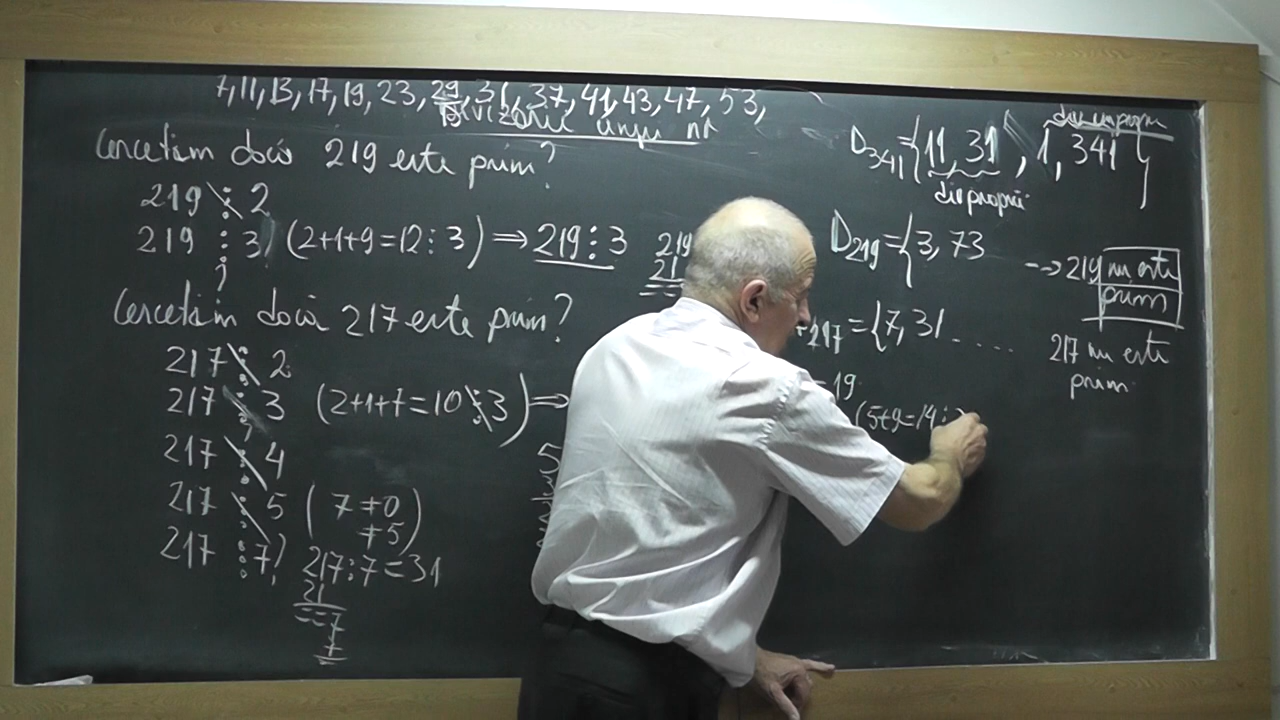 7, 11, 13, 17, 19, 23, 29, 31, 37, 41, 43, 47, 53,
Divizorii unui nr
Cercetăm dacă 219 este prim?
219 ⋮ 2
219 ⋮ 3, (2+1+9=12⋮3) ⇒ 219⋮3
219
21
Cercetăm dacă 217 este prim?
217 ⋮ 2
217 ⋮ 3 (2+1+7=10⋮3) ⇒
217 ⋮ 4
217 ⋮ 5 (7≠0
≠5)
217 ⋮ 7, 217:7=31
21
==7
7
=
D341={11, 31, 1, 341}
div proprii
D219={3, 73
--→ 219 nu este
prim
217={7, 31 .....
217 nu este
prim
=19
(5+9=14⋮